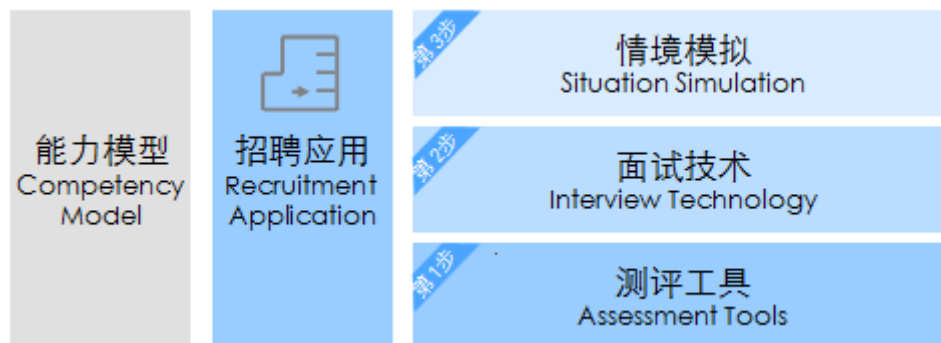 能力模型
Competency
Model
招聘应用
Recruitment
Application
第3步
情境模拟
Situation Simulation
第2步
面试技术
Interview Technology
第1步
测评工具
Assessment Tools